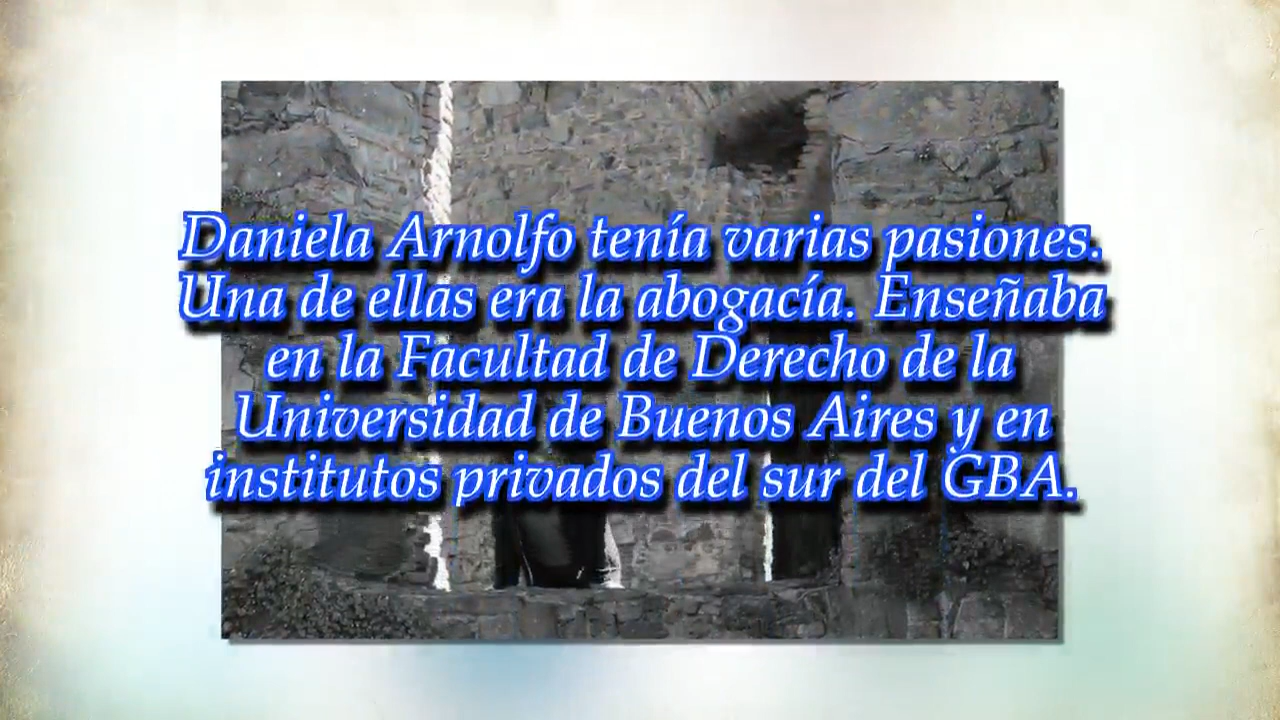 Daniela Arnolfo tenía varias pasiones.
Una de ellas era la abogacía. Enseñaba
en la Facultad de Derecho de la
Universidad de Buenos Aires y en
institutos privados del sur del GBA.